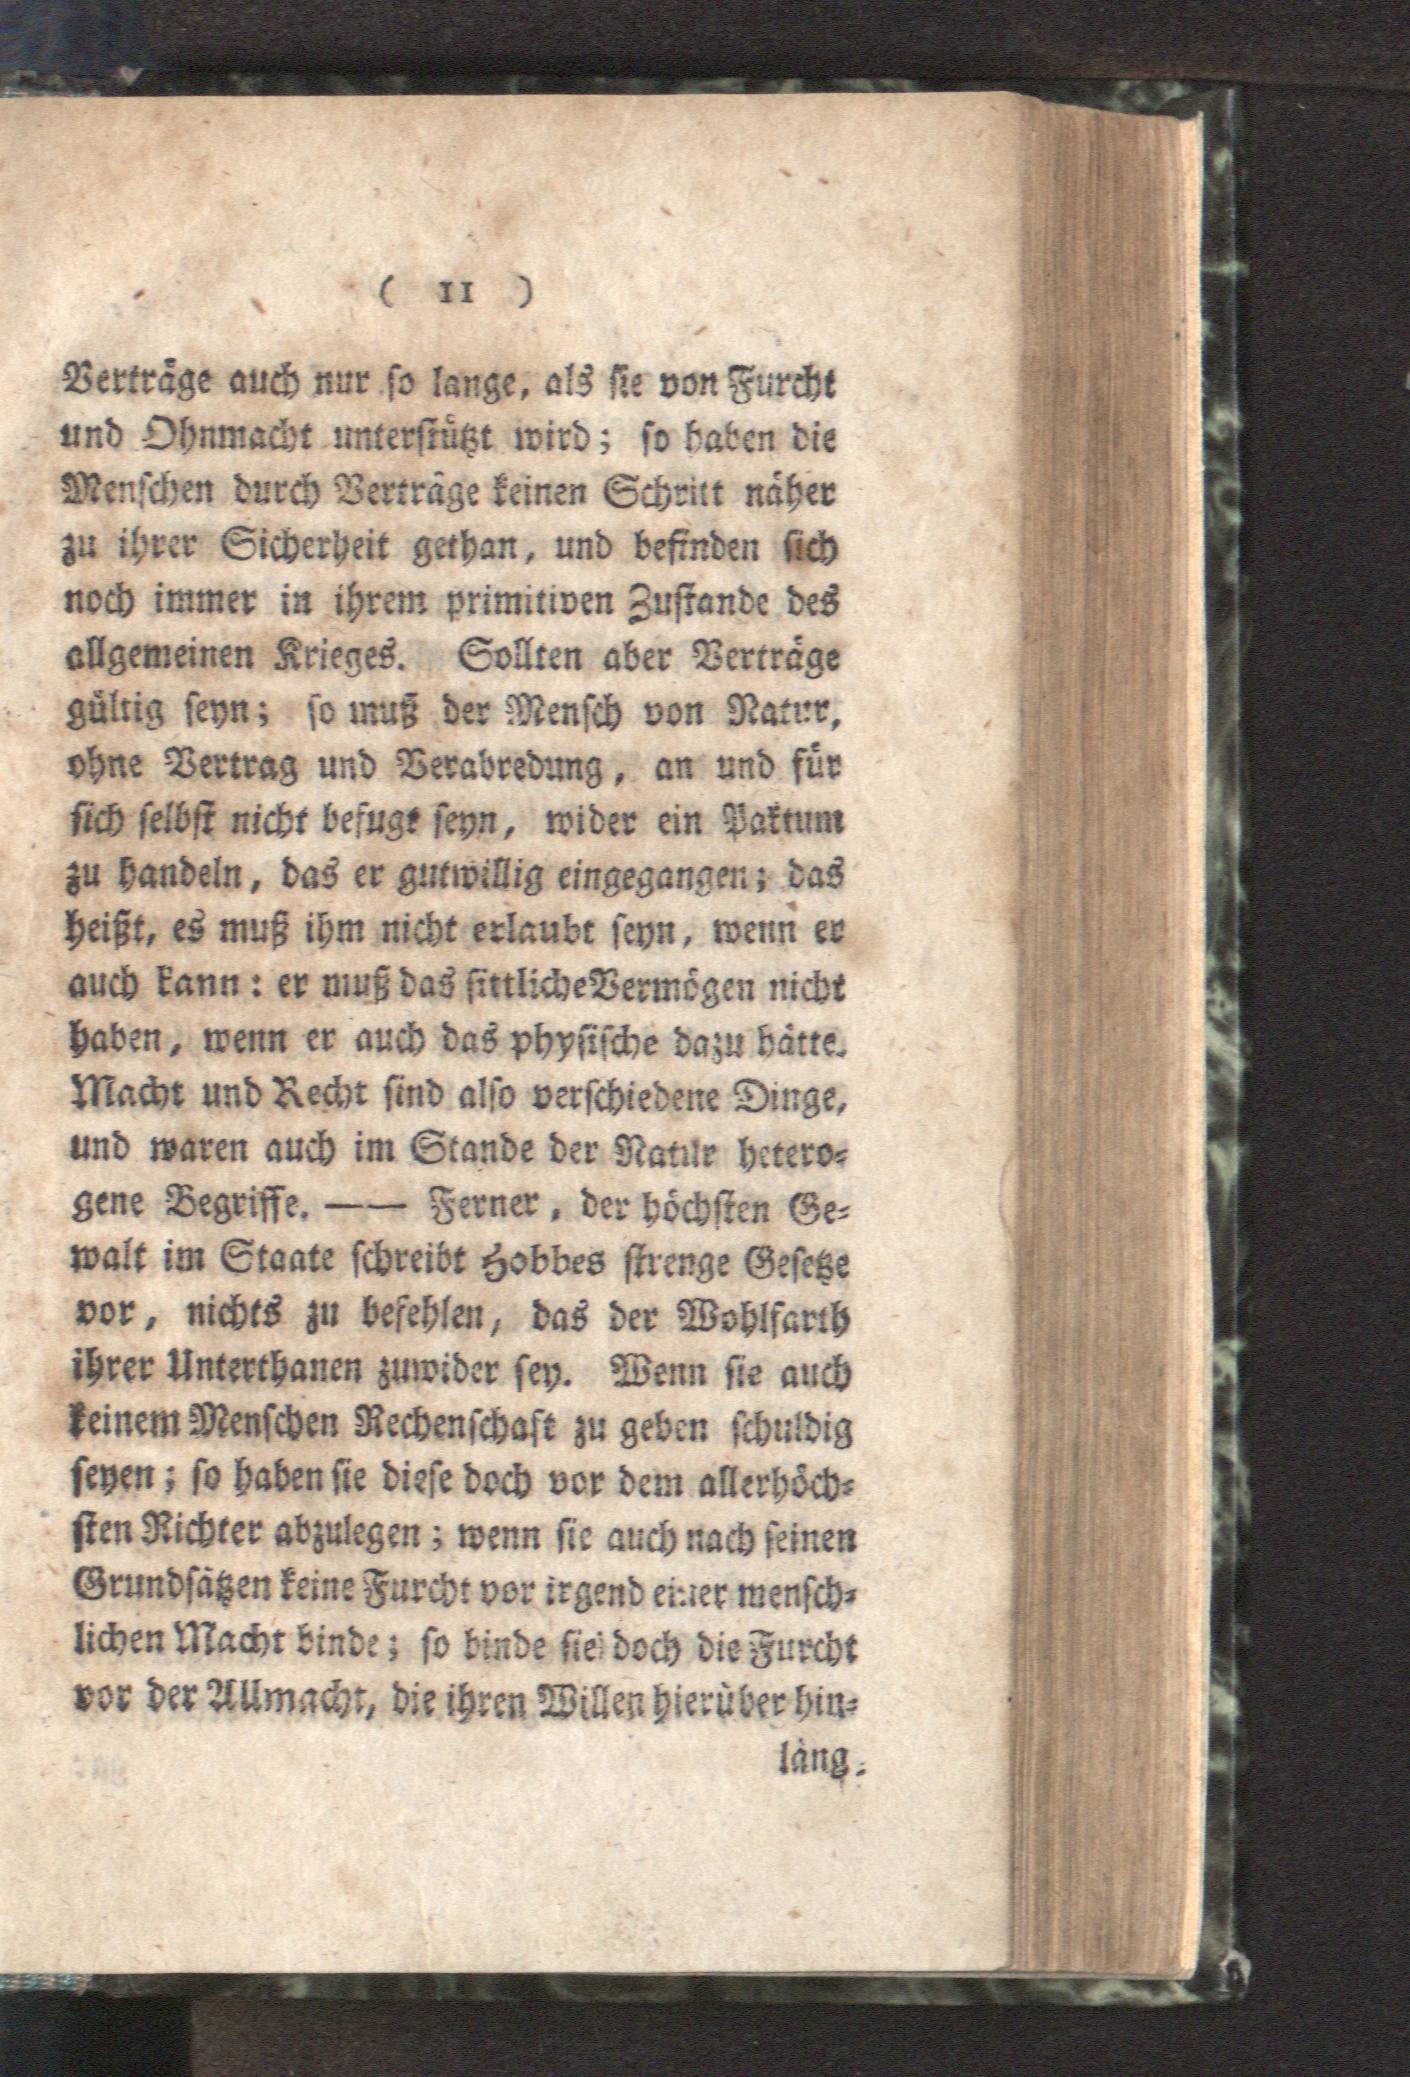 ( 11 )
Verträge auch nur so lange, als sie von Furcht
und Ohnmacht unterstützt wird; so haben die
Menschen durch Verträge keinen Schritt näher
zu ihrer Sicherheit gethan, und befinden sich
noch immer in ihrem primitiven Zustande des
allgemeinen Krieges. Sollten aber Verträge
gültig seyn; so muß der Mensch von Natur,
ohne Vertrag und Verabredung, an und für
sich selbst nicht befugt seyn, wider ein Paktum
zu handeln, das er gutwillig eingegangen; das
heißt, es muß ihm nicht erlaubt seyn, wenn er
auch kann: er muß das sittliche Vermögen nicht
haben, wenn er auch das physische dazu hätte.
Macht und Recht sind also verschiedene Dinge,
und waren auch im Stande der Natur hetero-
gene Begriffe. —— Ferner, der höchsten Ge-
walt im Staate schreibt Hobbes strenge Gesetze
vor, nichts zu befehlen, das der Wohlfarth
ihrer Unterthanen zuwider sey. Wenn sie auch
keinem Menschen Rechenschaft zu geben schuldig
seyen; so haben sie diese doch vor dem allerhöch-
sten Richter abzulegen; wenn sie auch nach seinen
Grundsätzen keine Furcht vor irgend einer mensch-
lichen Macht binde; so binde sie doch die Furcht
vor der Allmacht, die ihren Willen hierüber hin-
läng-